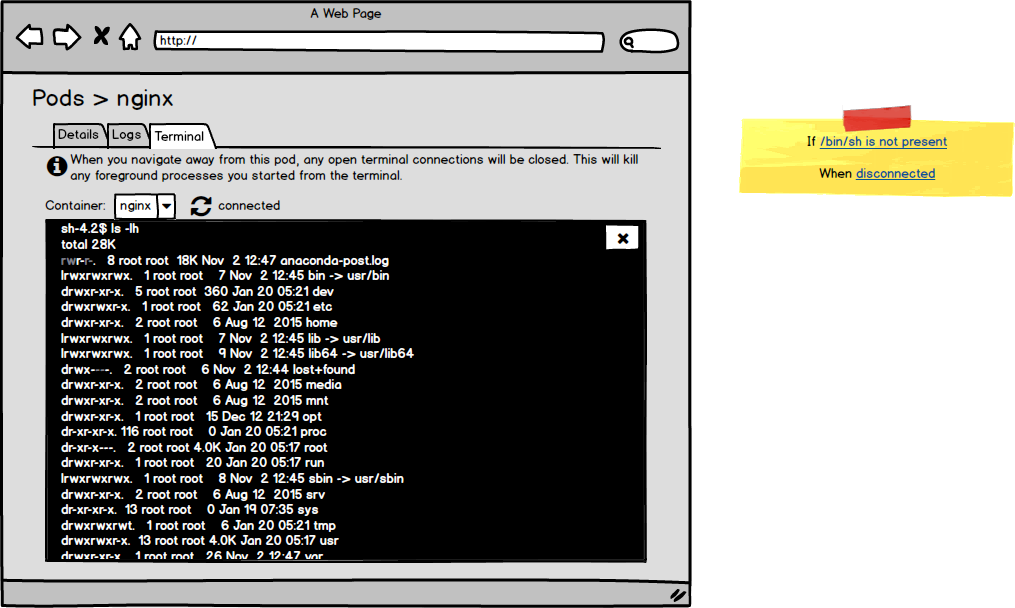 A Web Page
http://
Pods > nginx
Details Logs Terminal
When you navigate away from this pod, any open terminal connections will be closed. This will kill
any foreground processes you started from the terminal.
Container: nginx connected
sh-4.2$ ls -lh
total 28K
rwr-r-. 8 root root 18K Nov 2 12:47 anaconda-post.log
lrwxrwxrwx. 1 root root 7 Nov 2 12:45 bin -> usr/bin
drwxr-xr-x. 5 root root 360 Jan 20 05:21 dev
drwxrwxr-x. 1 root root 62 Jan 20 05:21 etc
drwxr-xr-x. 2 root root 6 Aug 12 2015 home
lrwxrwxrwx. 1 root root 7 Nov 2 12:45 lib -> usr/lib
lrwxrwxrwx. 1 root root 9 Nov 2 12:45 lib64 -> usr/lib64
drwx----. 2 root root 6 Nov 2 12:44 lost+found
drwxr-xr-x. 2 root root 6 Aug 12 2015 media
drwxr-xr-x. 2 root root 6 Aug 12 2015 mnt
drwxr-xr-x. 1 root root 15 Dec 12 21:29 opt
dr-xr-xr-x. 116 root root 0 Jan 20 05:21 proc
dr-xr-x---. 2 root root 4.0K Jan 20 05:17 root
drwxr-xr-x. 1 root root 20 Jan 20 05:17 run
lrwxrwxrwx. 1 root root 8 Nov 2 12:45 sbin -> usr/sbin
drwxr-xr-x. 2 root root 6 Aug 12 2015 srv
dr-xr-xr-x. 13 root root 0 Jan 19 07:35 sys
drwxrwxrwt. 1 root root 6 Jan 20 05:21 tmp
drwxrwxr-x. 13 root root 4.0K Jan 20 05:17 usr
drwxr-xr-x. 1 root root 26 Nov 2 12:47 var
If /bin/sh is not present
When disconnected